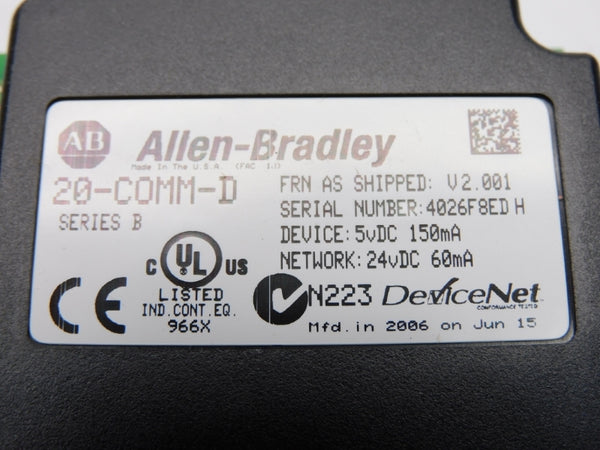 AB Allen-Bradley
Made In The U.S.A. (FAC 1J)
20-COMM-D
SERIES B
FRN AS SHIPPED: V2.001
SERIAL NUMBER:4026F8ED H
DEVICE: 5vDC 150mA
NETWORK: 24vDC 60mA
C UL US
LISTED
IND.CONT.EQ.
966X
CE
N223 DeviceNet
CONFORMANCE TESTED
Mfd.in 2006 on Jun 15